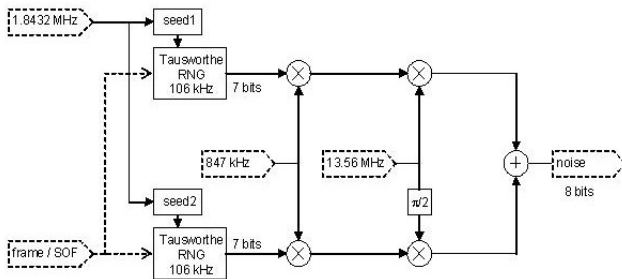 1.8432 MHz
seed1
Tausworthe
RNG
106 kHz
7 bits
847 kHz
13.56 MHz
noise
8 bits
π/2
seed2
frame / SOF
Tausworthe
RNG
106 kHz
7 bits